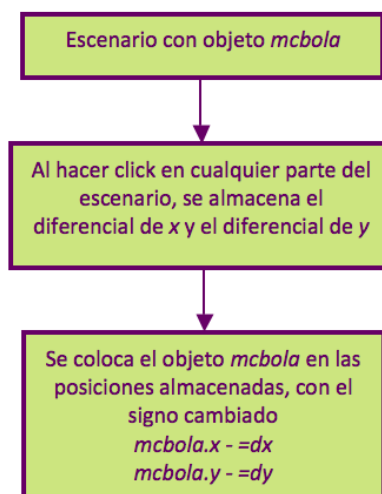 Escenario con objeto mcbola
Al hacer click en cualquier parte del
escenario, se almacena el
diferencial de x y el diferencial de y
Se coloca el objeto mcbola en las
posiciones almacenadas, con el
signo cambiado
mcbola.x - =dx
mcbola.y - =dy